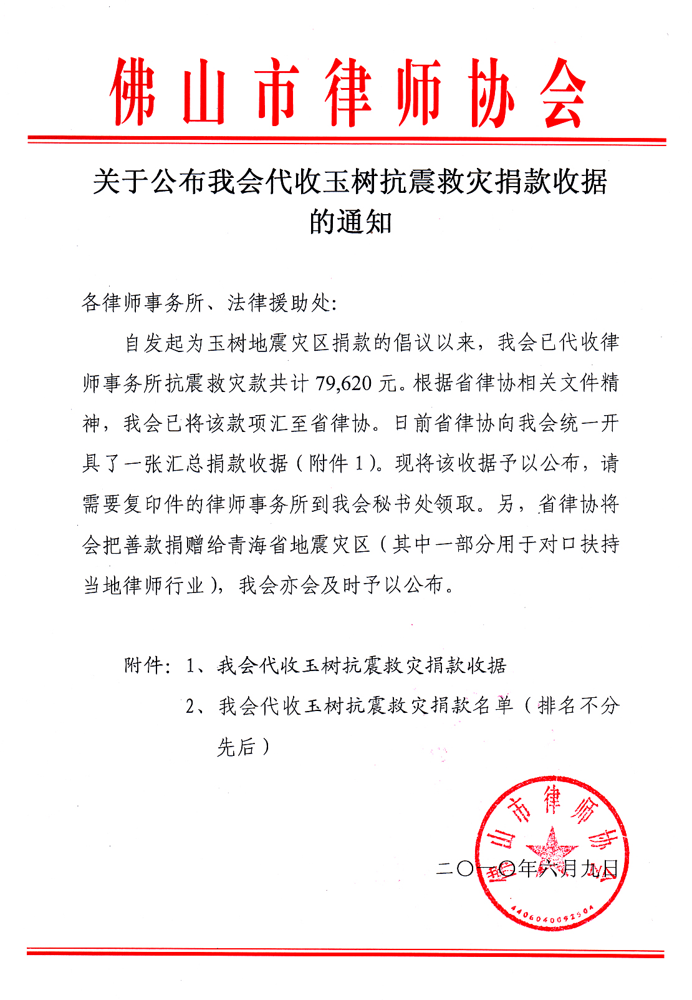 佛山市律师协会
关于公布我会代收玉树抗震救灾捐款收据
的通知
各律师事务所、法律援助处：
自发起为玉树地震灾区捐款的倡议以来，我会已代收律
师事务所抗震救灾款共计 79,620 元。根据省律协相关文件精
神，我会已将该款项汇至省律协。日前省律协向我会统一开
具了一张汇总捐款收据（附件 1）。现将该收据予以公布，请
需要复印件的律师事务所到我会秘书处领取。另，省律协将
会把善款捐赠给青海省地震灾区（其中一部分用于对口扶持
当地律师行业），我会亦会及时予以公布。
附件：1、我会代收玉树抗震救灾捐款收据
2、我会代收玉树抗震救灾捐款名单（排名不分
先后）
佛山市律师协会
二〇一〇年六月九日
4406040092504